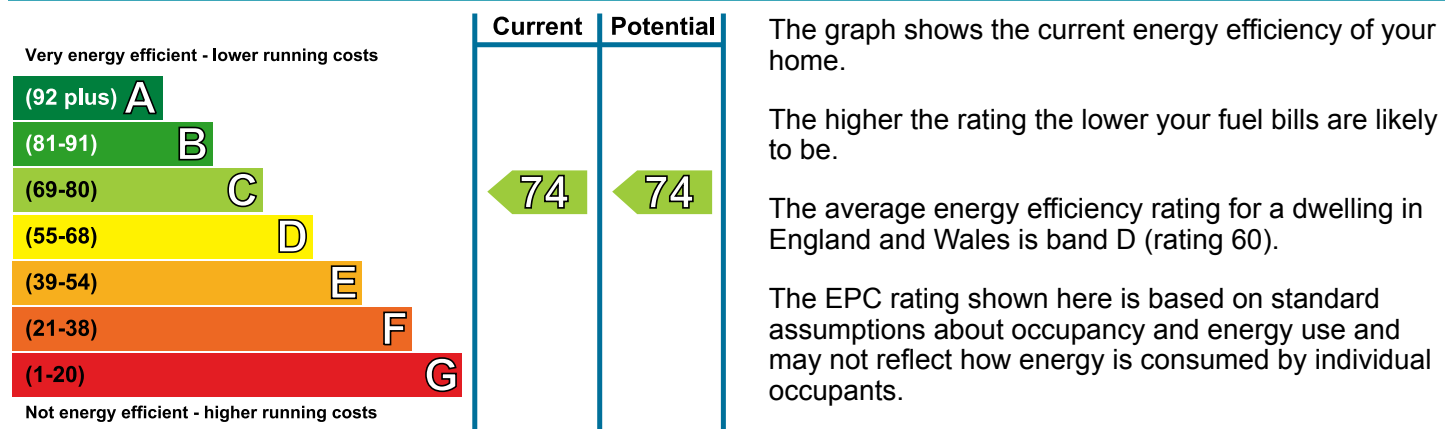 Current Potential
Very energy efficient - lower running costs
(92 plus) A
(81-91) B
(69-80) C 74 74
(55-68) D
(39-54) E
(21-38) F
(1-20) G
Not energy efficient - higher running costs
The graph shows the current energy efficiency of your
home.
The higher the rating the lower your fuel bills are likely
to be.
The average energy efficiency rating for a dwelling in
England and Wales is band D (rating 60).
The EPC rating shown here is based on standard
assumptions about occupancy and energy use and
may not reflect how energy is consumed by individual
occupants.